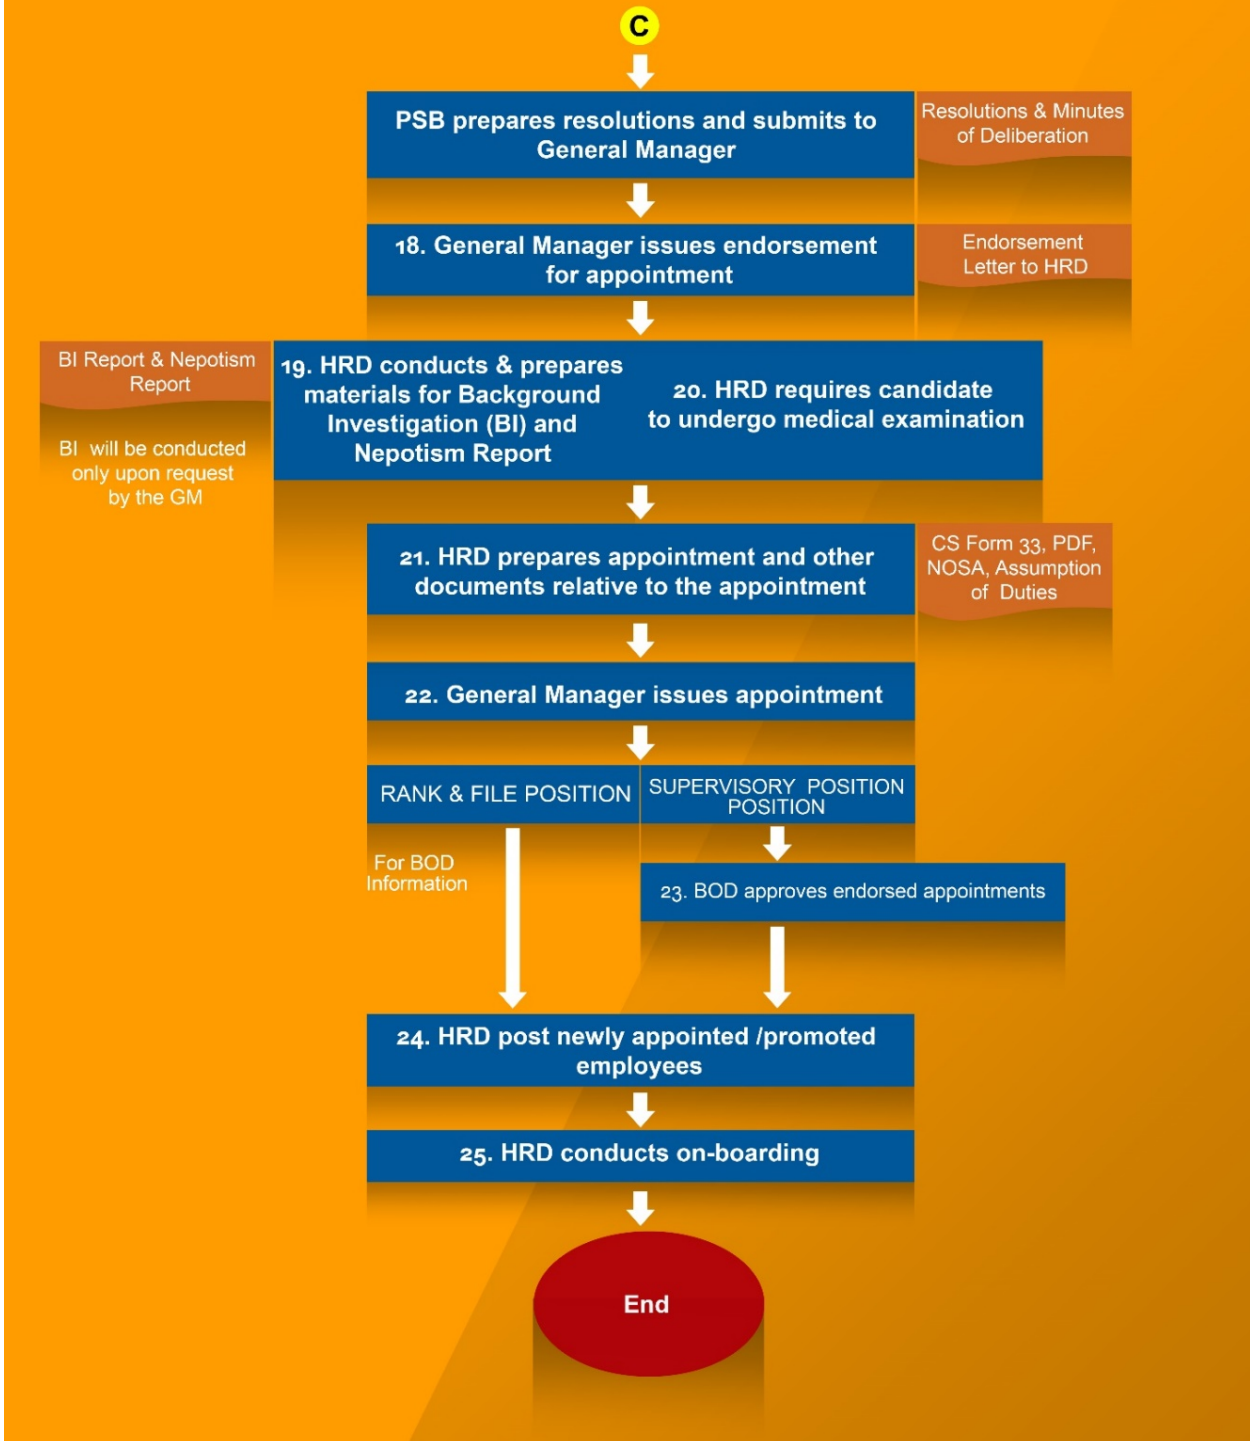 C
PSB prepares resolutions and submits to
General Manager
Resolutions & Minutes
of Deliberation
18. General Manager issues endorsement
for appointment
Endorsement
Letter to HRD
BI Report & Nepotism
Report
BI will be conducted
only upon request
by the GM
19. HRD conducts & prepares
materials for Background
Investigation (BI) and
Nepotism Report
20. HRD requires candidate
to undergo medical examination
21. HRD prepares appointment and other
documents relative to the appointment
CS Form 33, PDF,
NOSA, Assumption
of Duties
22. General Manager issues appointment
RANK & FILE POSITION
SUPERVISORY POSITION
POSITION
For BOD
Information
23. BOD approves endorsed appointments
24. HRD post newly appointed /promoted
employees
25. HRD conducts on-boarding
End